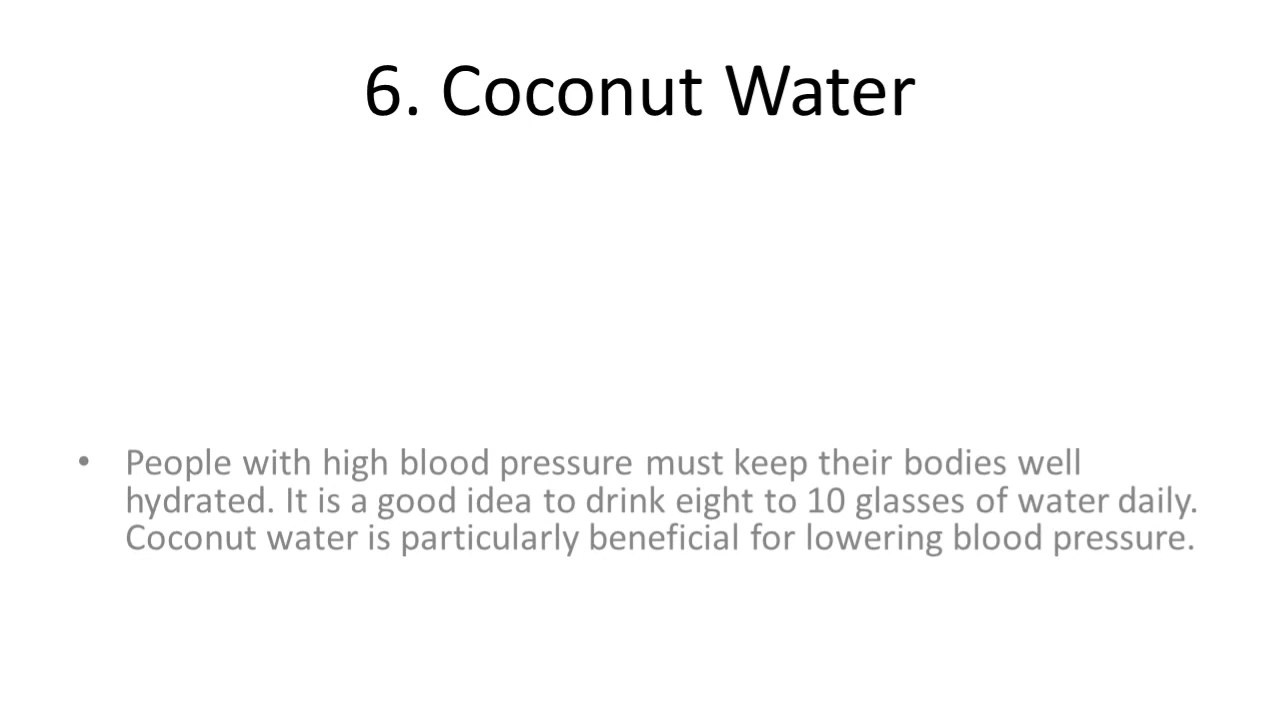 6. Coconut Water
• People with high blood pressure must keep their bodies well
hydrated. It is a good idea to drink eight to 10 glasses of water daily.
Coconut water is particularly beneficial for lowering blood pressure.